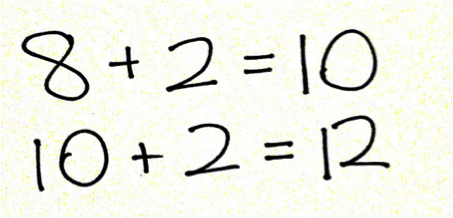 8 + 2 = 10
10 + 2 = 12